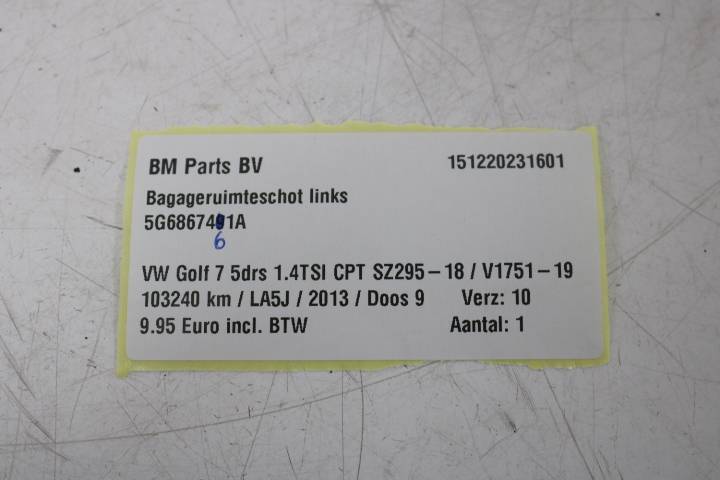 BM Parts BV 151220231601
Bagageruimteschot links
5G6867491A
6
VW Golf 7 5drs 1.4TSI CPT SZ295-18 / V1751-19
103240 km / LA5J / 2013 / Doos 9 Verz: 10
9.95 Euro incl. BTW Aantal: 1